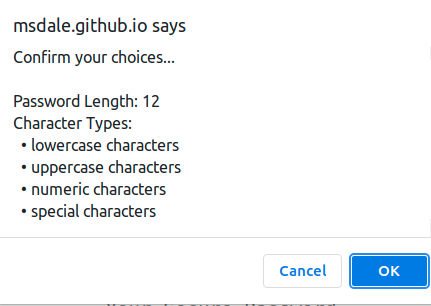 msdale.github.io says
Confirm your choices...
Password Length: 12
Character Types:
• lowercase characters
• uppercase characters
• numeric characters
• special characters
Cancel OK